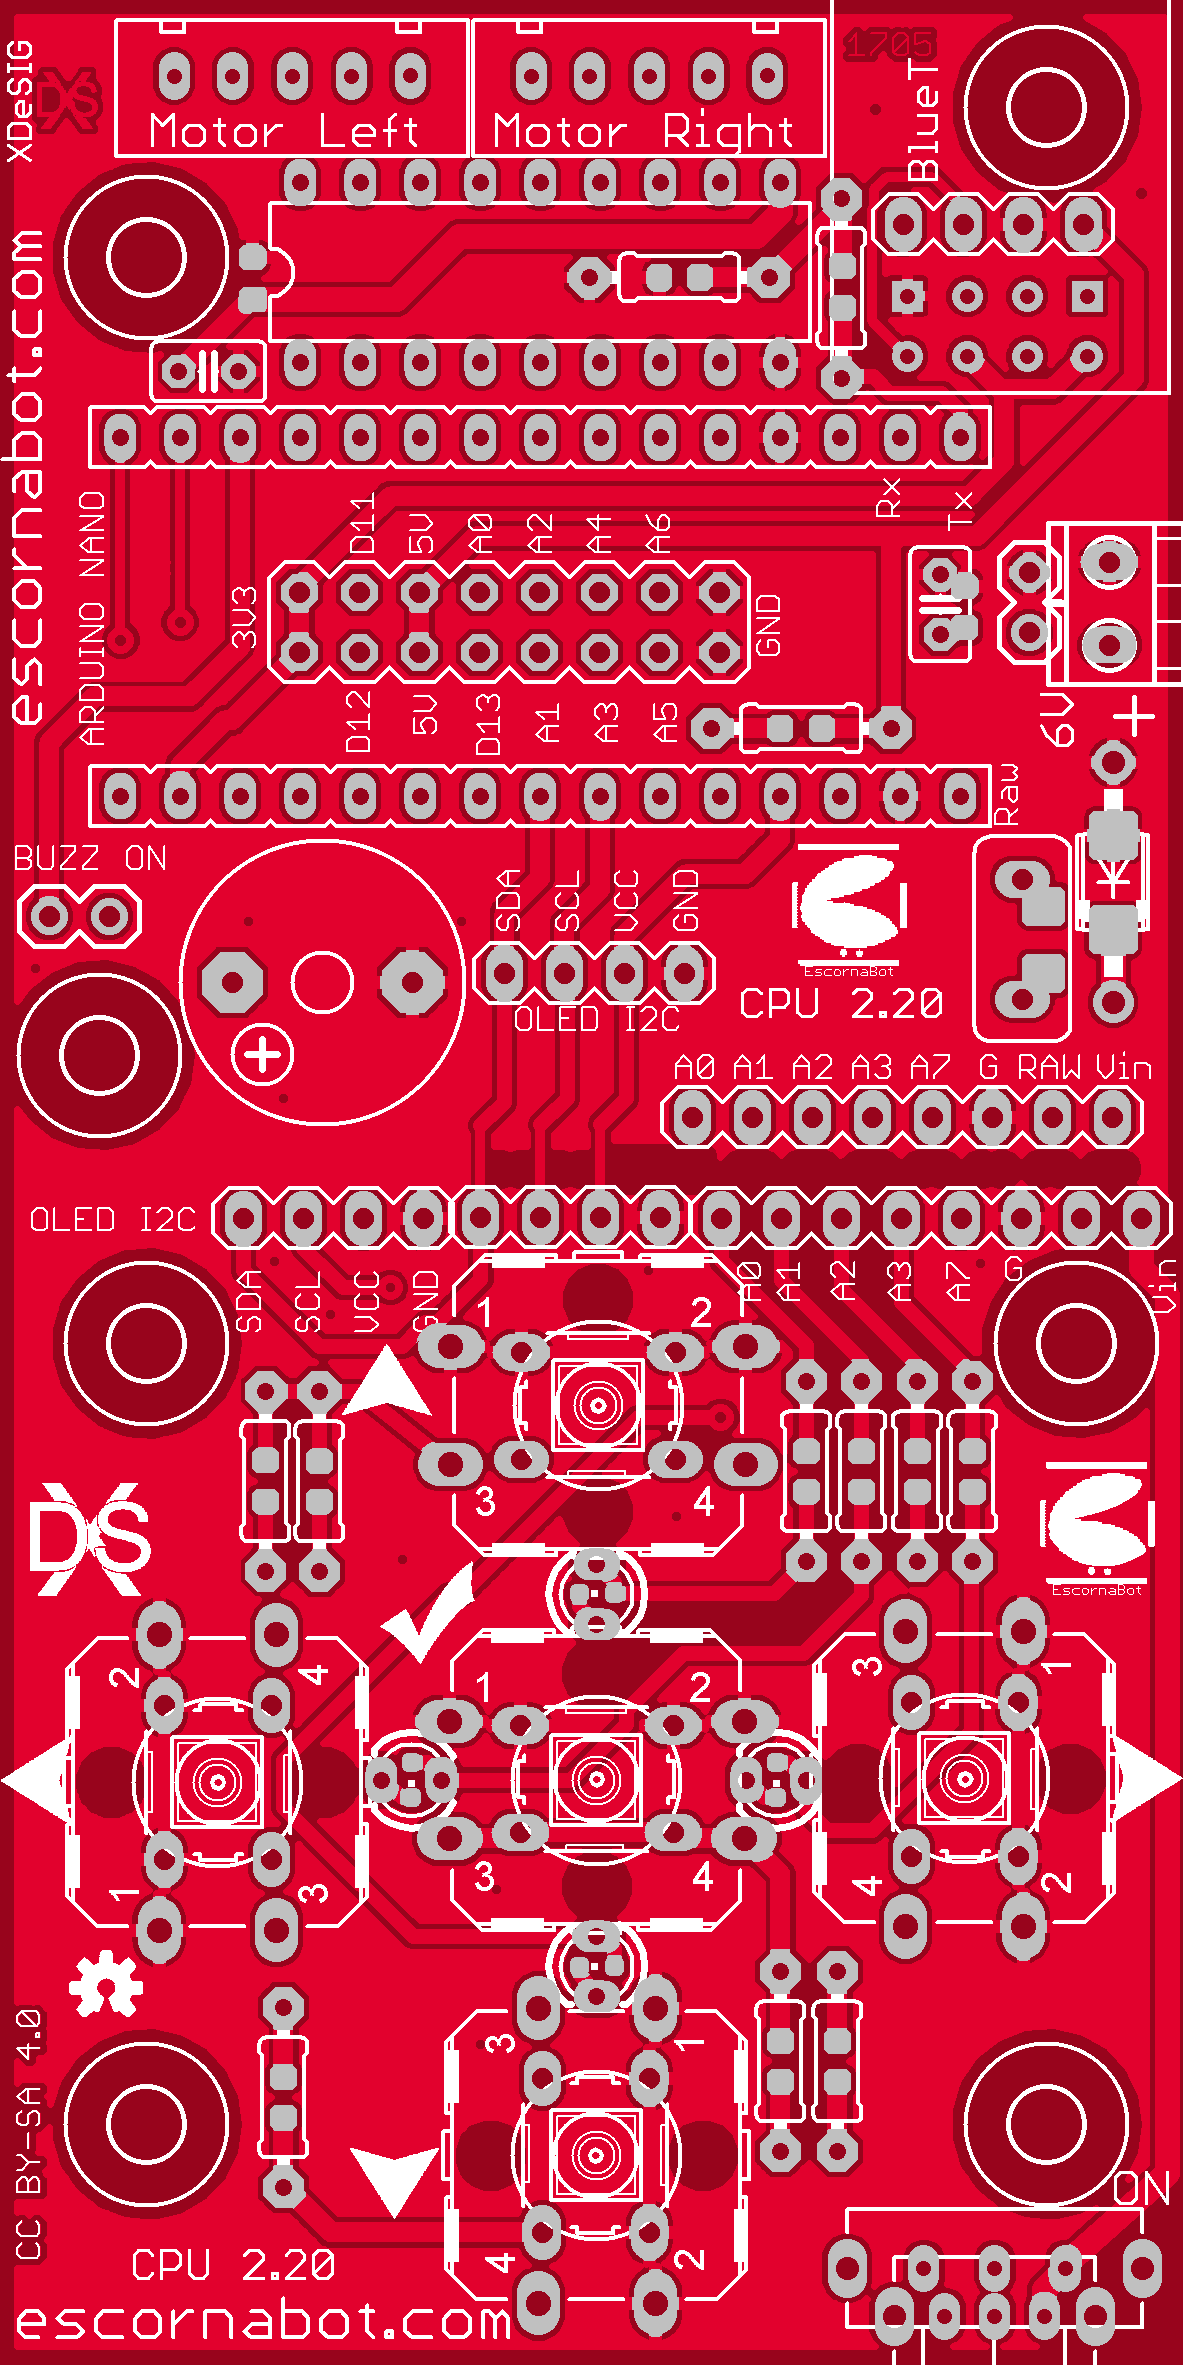 XDeSIG
DS
1705
BlueT
Motor Left
Motor Right
escornabot.com
ARDUINO NANO
Rx
Tx
D11
5V
A0
A2
A4
A6
3V3
GND
D12
5V
D13
A1
A3
A5
6V
+
Raw
BUZZ ON
SDA
SCL
VCC
GND
OLED I2C
EscornaBot
CPU 2.20
+
A0 A1 A2 A3 A7 G RAW Vin
OLED I2C
SDA
SCL
VCC
GND
A0
A1
A2
A3
A7
G
Vin
1
2
3
4
DS
EscornaBot
2
4
1
3
1
2
3
4
3
1
4
2
3
1
4
2
CC BY-SA 4.0
ON
CPU 2.20
escornabot.com